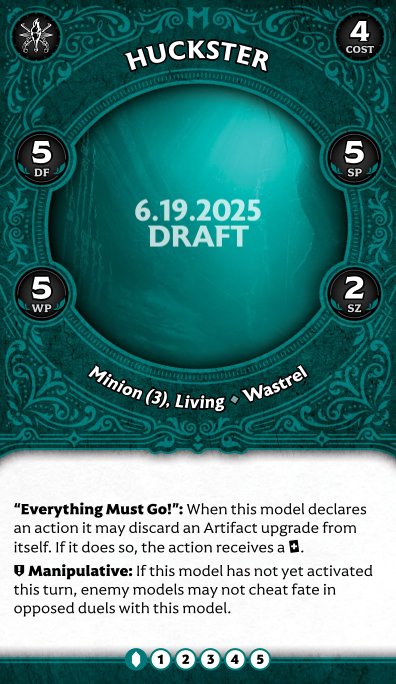 HUCKSTER
4
COST
5
DF
5
SP
6.19.2025
DRAFT
5
WP
2
SZ
Minion (3), Living • Wastrel
“Everything Must Go!”: When this model declares
an action it may discard an Artifact upgrade from
itself. If it does so, the action receives a .
Manipulative: If this model has not yet activated
this turn, enemy models may not cheat fate in
opposed duels with this model.
1 2 3 4 5